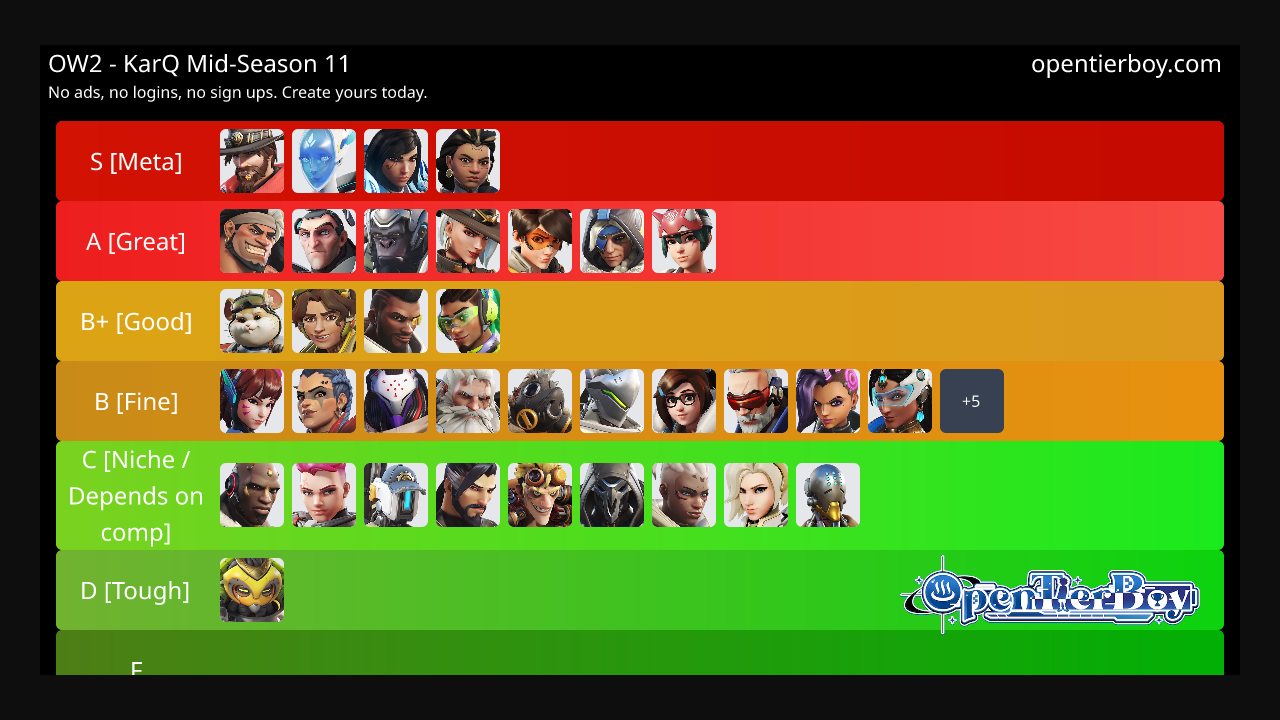 OW2 - KarQ Mid-Season 11
opentierboy.com
No ads, no logins, no sign ups. Create yours today.
S [Meta]
A [Great]
B+ [Good]
B [Fine]
+5
C [Niche /
Depends on
comp]
D [Tough]
OpenTierBoy
F